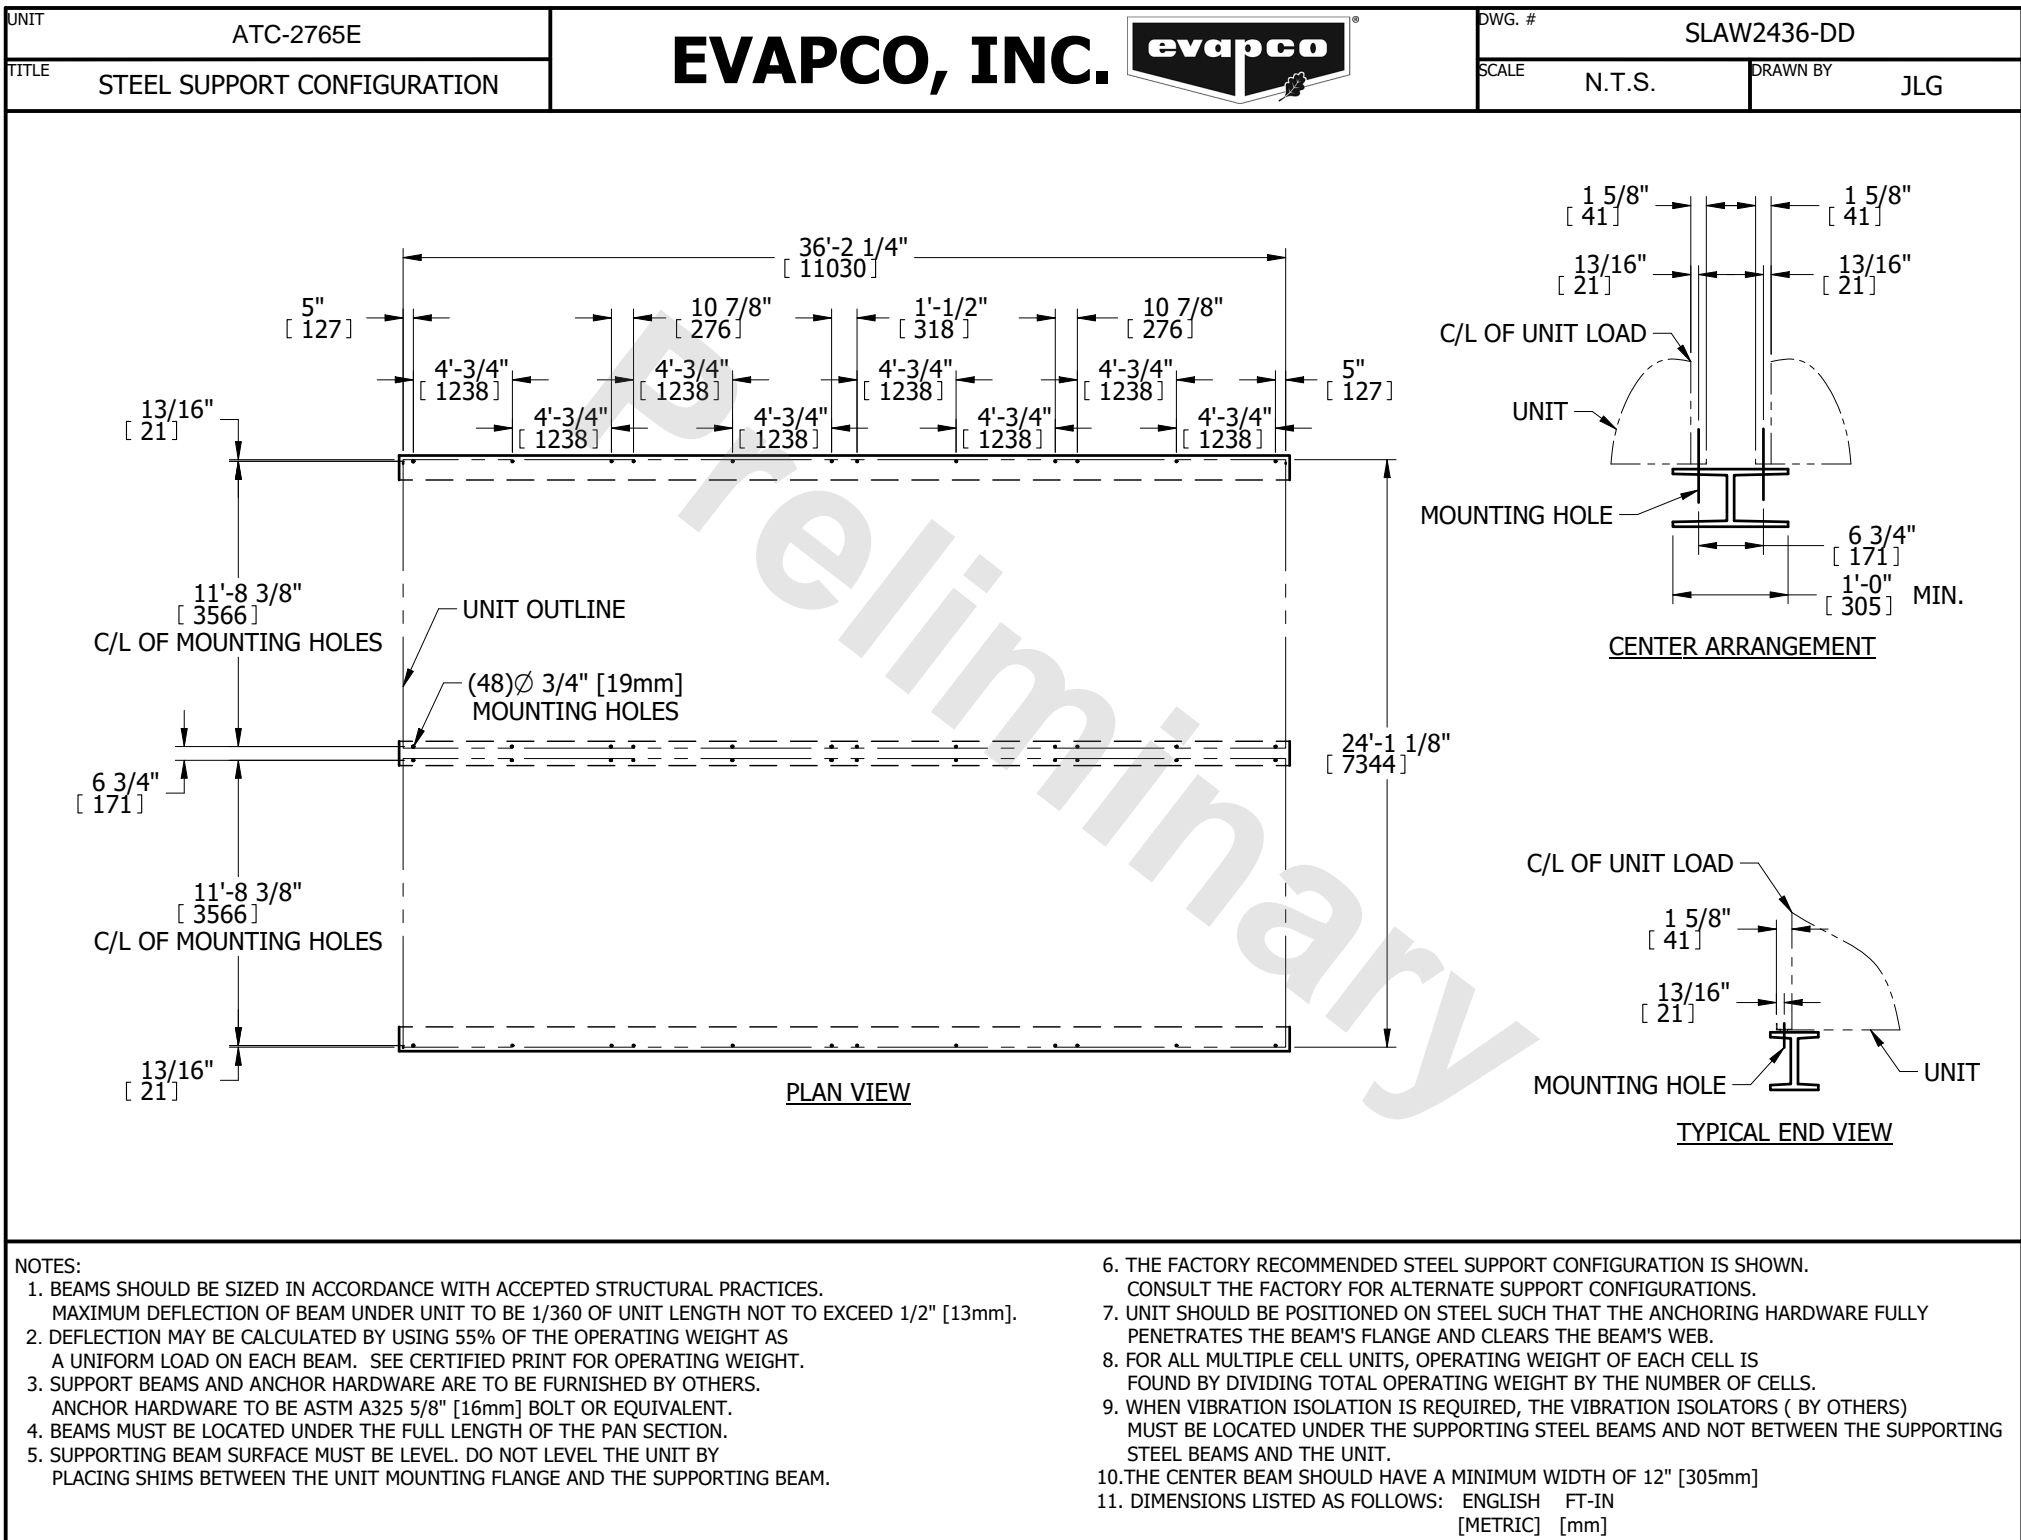 UNIT
ATC-2765E
TITLE
STEEL SUPPORT CONFIGURATION
EVAPCO, INC.
evapco
®
DWG. #
SLAW2436-DD
SCALE
N.T.S.
DRAWN BY
JLG
36'-2 1/4"
[ 11030 ]
5"
[ 127 ]
10 7/8"
[ 276 ]
1'-1/2"
[ 318 ]
10 7/8"
[ 276 ]
4'-3/4"
[ 1238 ]
4'-3/4"
[ 1238 ]
4'-3/4"
[ 1238 ]
4'-3/4"
[ 1238 ]
5"
[ 127 ]
4'-3/4"
[ 1238 ]
4'-3/4"
[ 1238 ]
4'-3/4"
[ 1238 ]
4'-3/4"
[ 1238 ]
13/16"
[ 21 ]
11'-8 3/8"
[ 3566 ]
C/L OF MOUNTING HOLES
UNIT OUTLINE
(48)Ø 3/4" [19mm]
MOUNTING HOLES
6 3/4"
[ 171 ]
24'-1 1/8"
[ 7344 ]
11'-8 3/8"
[ 3566 ]
C/L OF MOUNTING HOLES
13/16"
[ 21 ]
PLAN VIEW
Preliminary
1 5/8"
[ 41 ]
1 5/8"
[ 41 ]
13/16"
[ 21 ]
13/16"
[ 21 ]
C/L OF UNIT LOAD
UNIT
MOUNTING HOLE
6 3/4"
[ 171 ]
1'-0"
[ 305 ]
MIN.
CENTER ARRANGEMENT
C/L OF UNIT LOAD
1 5/8"
[ 41 ]
13/16"
[ 21 ]
MOUNTING HOLE
UNIT
TYPICAL END VIEW
NOTES:
1. BEAMS SHOULD BE SIZED IN ACCORDANCE WITH ACCEPTED STRUCTURAL PRACTICES.
MAXIMUM DEFLECTION OF BEAM UNDER UNIT TO BE 1/360 OF UNIT LENGTH NOT TO EXCEED 1/2" [13mm].
2. DEFLECTION MAY BE CALCULATED BY USING 55% OF THE OPERATING WEIGHT AS
A UNIFORM LOAD ON EACH BEAM. SEE CERTIFIED PRINT FOR OPERATING WEIGHT.
3. SUPPORT BEAMS AND ANCHOR HARDWARE ARE TO BE FURNISHED BY OTHERS.
ANCHOR HARDWARE TO BE ASTM A325 5/8" [16mm] BOLT OR EQUIVALENT.
4. BEAMS MUST BE LOCATED UNDER THE FULL LENGTH OF THE PAN SECTION.
5. SUPPORTING BEAM SURFACE MUST BE LEVEL. DO NOT LEVEL THE UNIT BY
PLACING SHIMS BETWEEN THE UNIT MOUNTING FLANGE AND THE SUPPORTING BEAM.
6. THE FACTORY RECOMMENDED STEEL SUPPORT CONFIGURATION IS SHOWN.
CONSULT THE FACTORY FOR ALTERNATE SUPPORT CONFIGURATIONS.
7. UNIT SHOULD BE POSITIONED ON STEEL SUCH THAT THE ANCHORING HARDWARE FULLY
PENETRATES THE BEAM'S FLANGE AND CLEARS THE BEAM'S WEB.
8. FOR ALL MULTIPLE CELL UNITS, OPERATING WEIGHT OF EACH CELL IS
FOUND BY DIVIDING TOTAL OPERATING WEIGHT BY THE NUMBER OF CELLS.
9. WHEN VIBRATION ISOLATION IS REQUIRED, THE VIBRATION ISOLATORS ( BY OTHERS)
MUST BE LOCATED UNDER THE SUPPORTING STEEL BEAMS AND NOT BETWEEN THE SUPPORTING
STEEL BEAMS AND THE UNIT.
10.THE CENTER BEAM SHOULD HAVE A MINIMUM WIDTH OF 12" [305mm]
11. DIMENSIONS LISTED AS FOLLOWS: ENGLISH FT-IN
[METRIC] [mm]